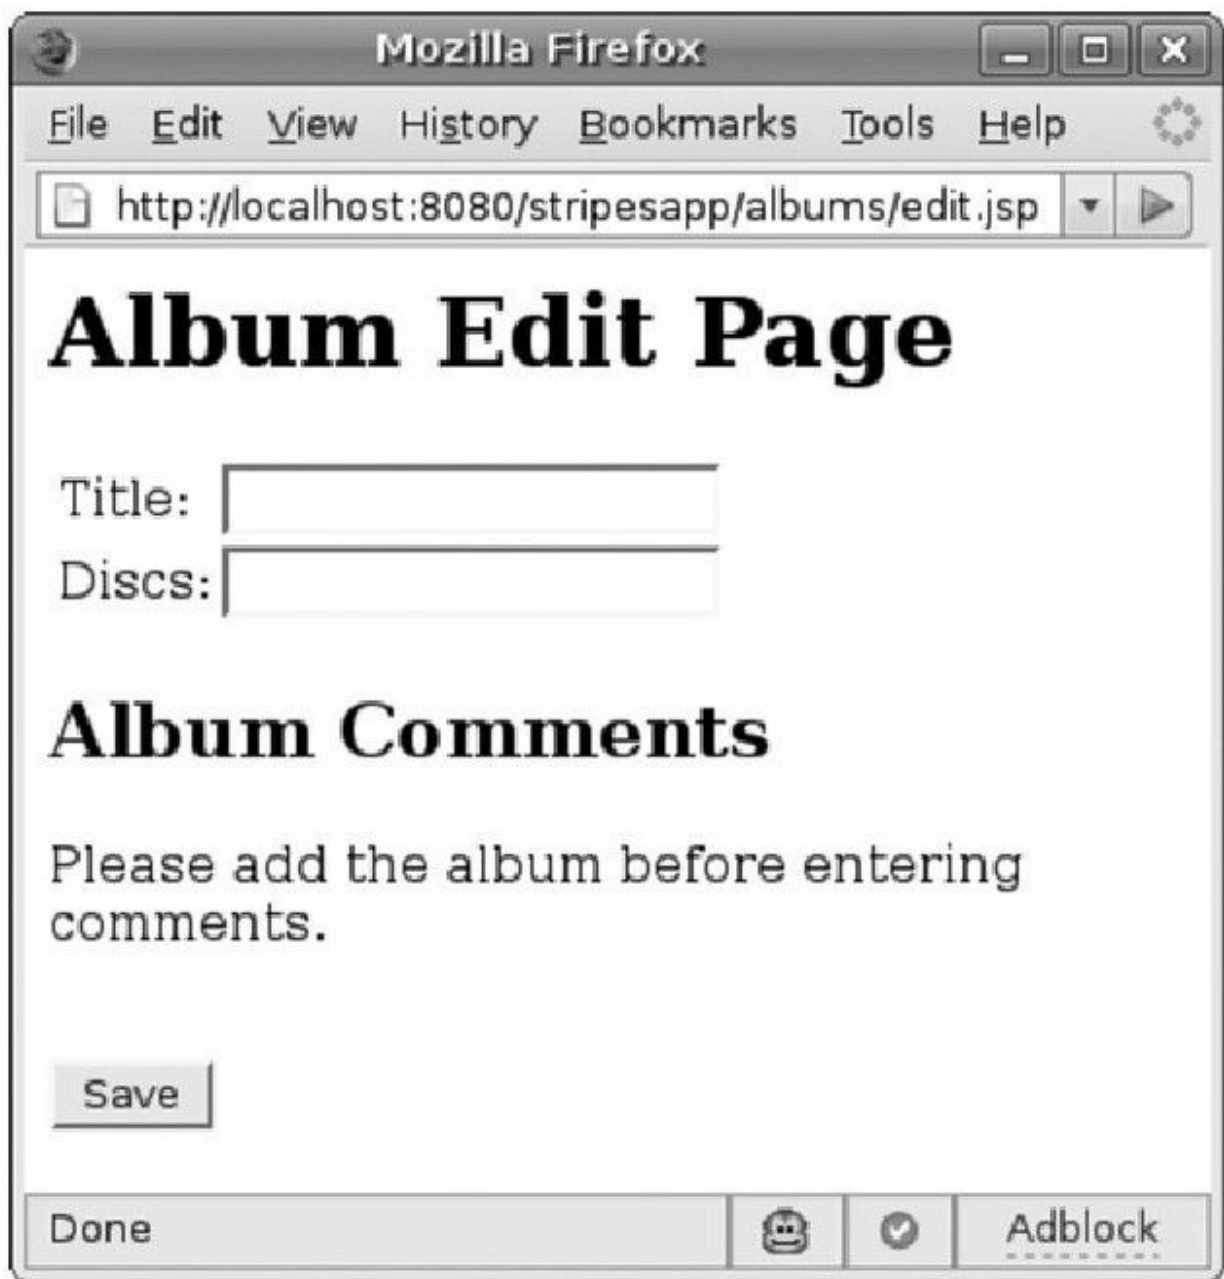 Mozilla Firefox
File Edit View History Bookmarks Tools Help
http://localhost:8080/stripesapp/albums/edit.jsp
Album Edit Page
Title:
Discs:
Album Comments
Please add the album before entering
comments.
Save
Done Adblock